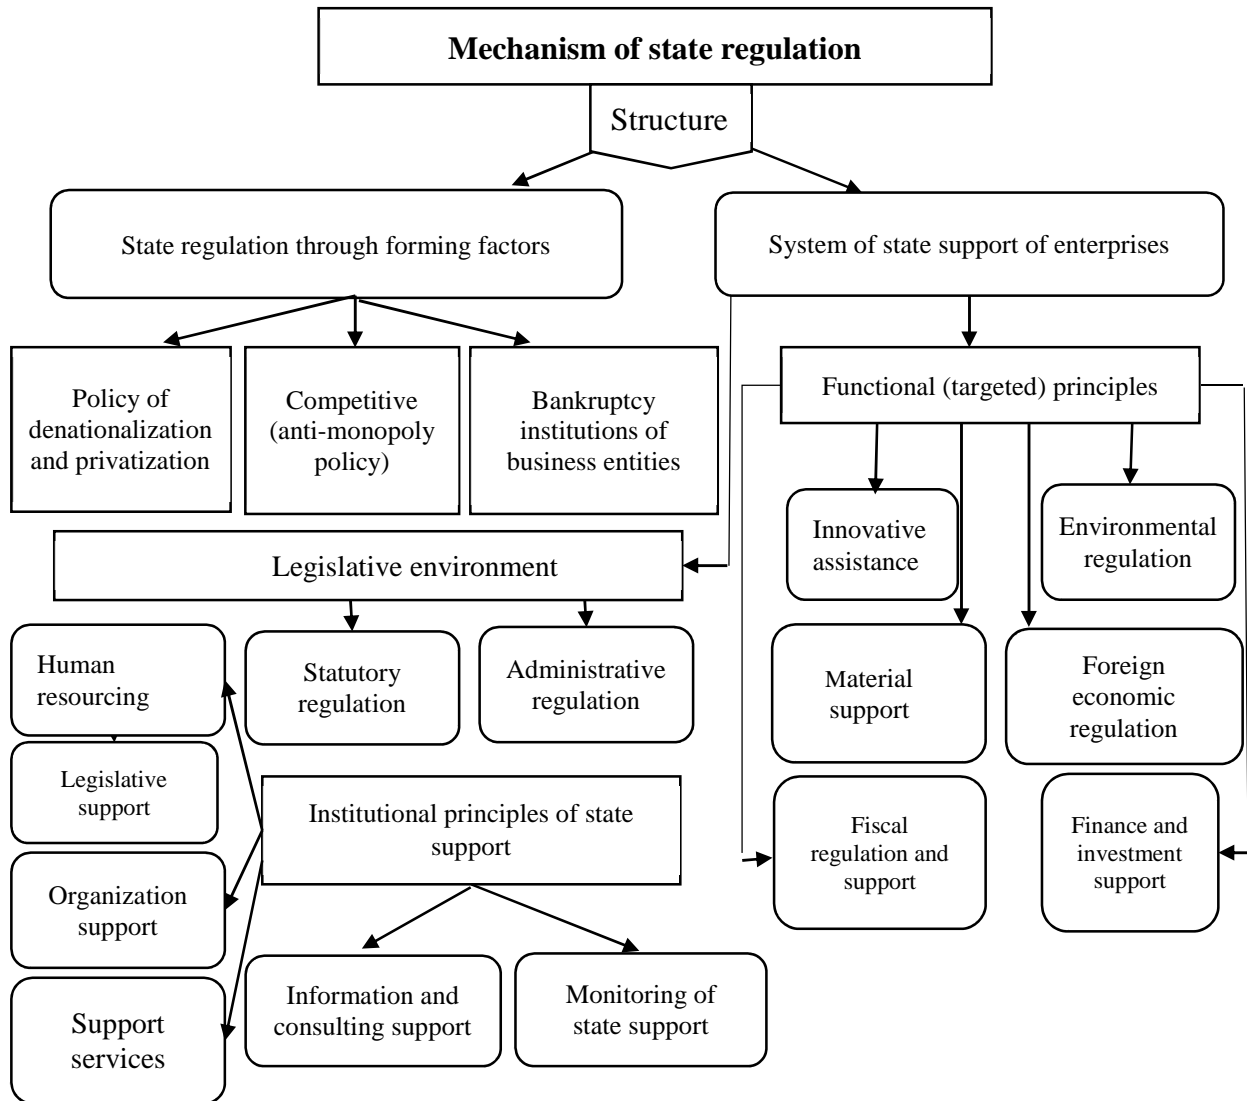 Mechanism of state regulation
Structure
State regulation through forming factors
System of state support of enterprises
Policy of
denationalization
and privatization
Competitive
(anti-monopoly
policy)
Bankruptcy
institutions of
business entities
Functional (targeted) principles
Innovative
assistance
Environmental
regulation
Legislative environment
Human
resourcing
Statutory
regulation
Administrative
regulation
Material
support
Foreign
economic
regulation
Legislative
support
Institutional principles of state
support
Fiscal
regulation and
support
Finance and
investment
support
Organization
support
Information and
consulting support
Monitoring of
state support
Support
services